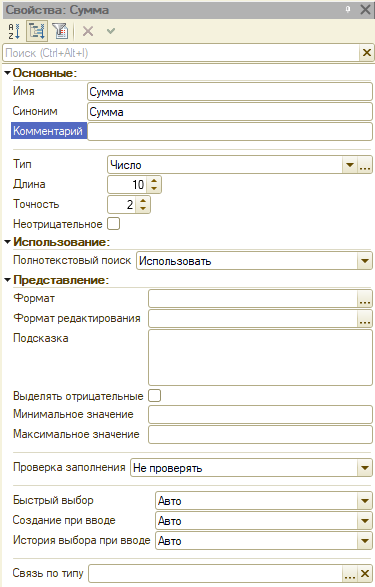 Свойства: Сумма
Поиск (Ctrl+Alt+I)
Основные:
Имя Сумма
Синоним Сумма
Комментарий
Тип Число
Длина 10
Точность 2
Неотрицательное
Использование:
Полнотекстовый поиск Использовать
Представление:
Формат
Формат редактирования
Подсказка
Выделять отрицательные
Минимальное значение
Максимальное значение
Проверка заполнения Не проверять
Быстрый выбор Авто
Создание при вводе Авто
История выбора при вводе Авто
Связь по типу